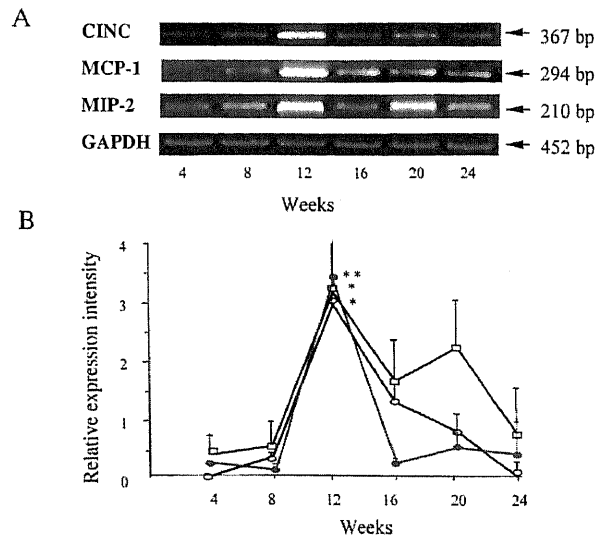 A
CINC
367 bp
MCP-1
294 bp
MIP-2
210 bp
GAPDH
452 bp
4 8 12 16 20 24
Weeks
B
Relative expression intensity
4
3
2
1
0
* *
*
*
4 8 12 16 20 24
Weeks